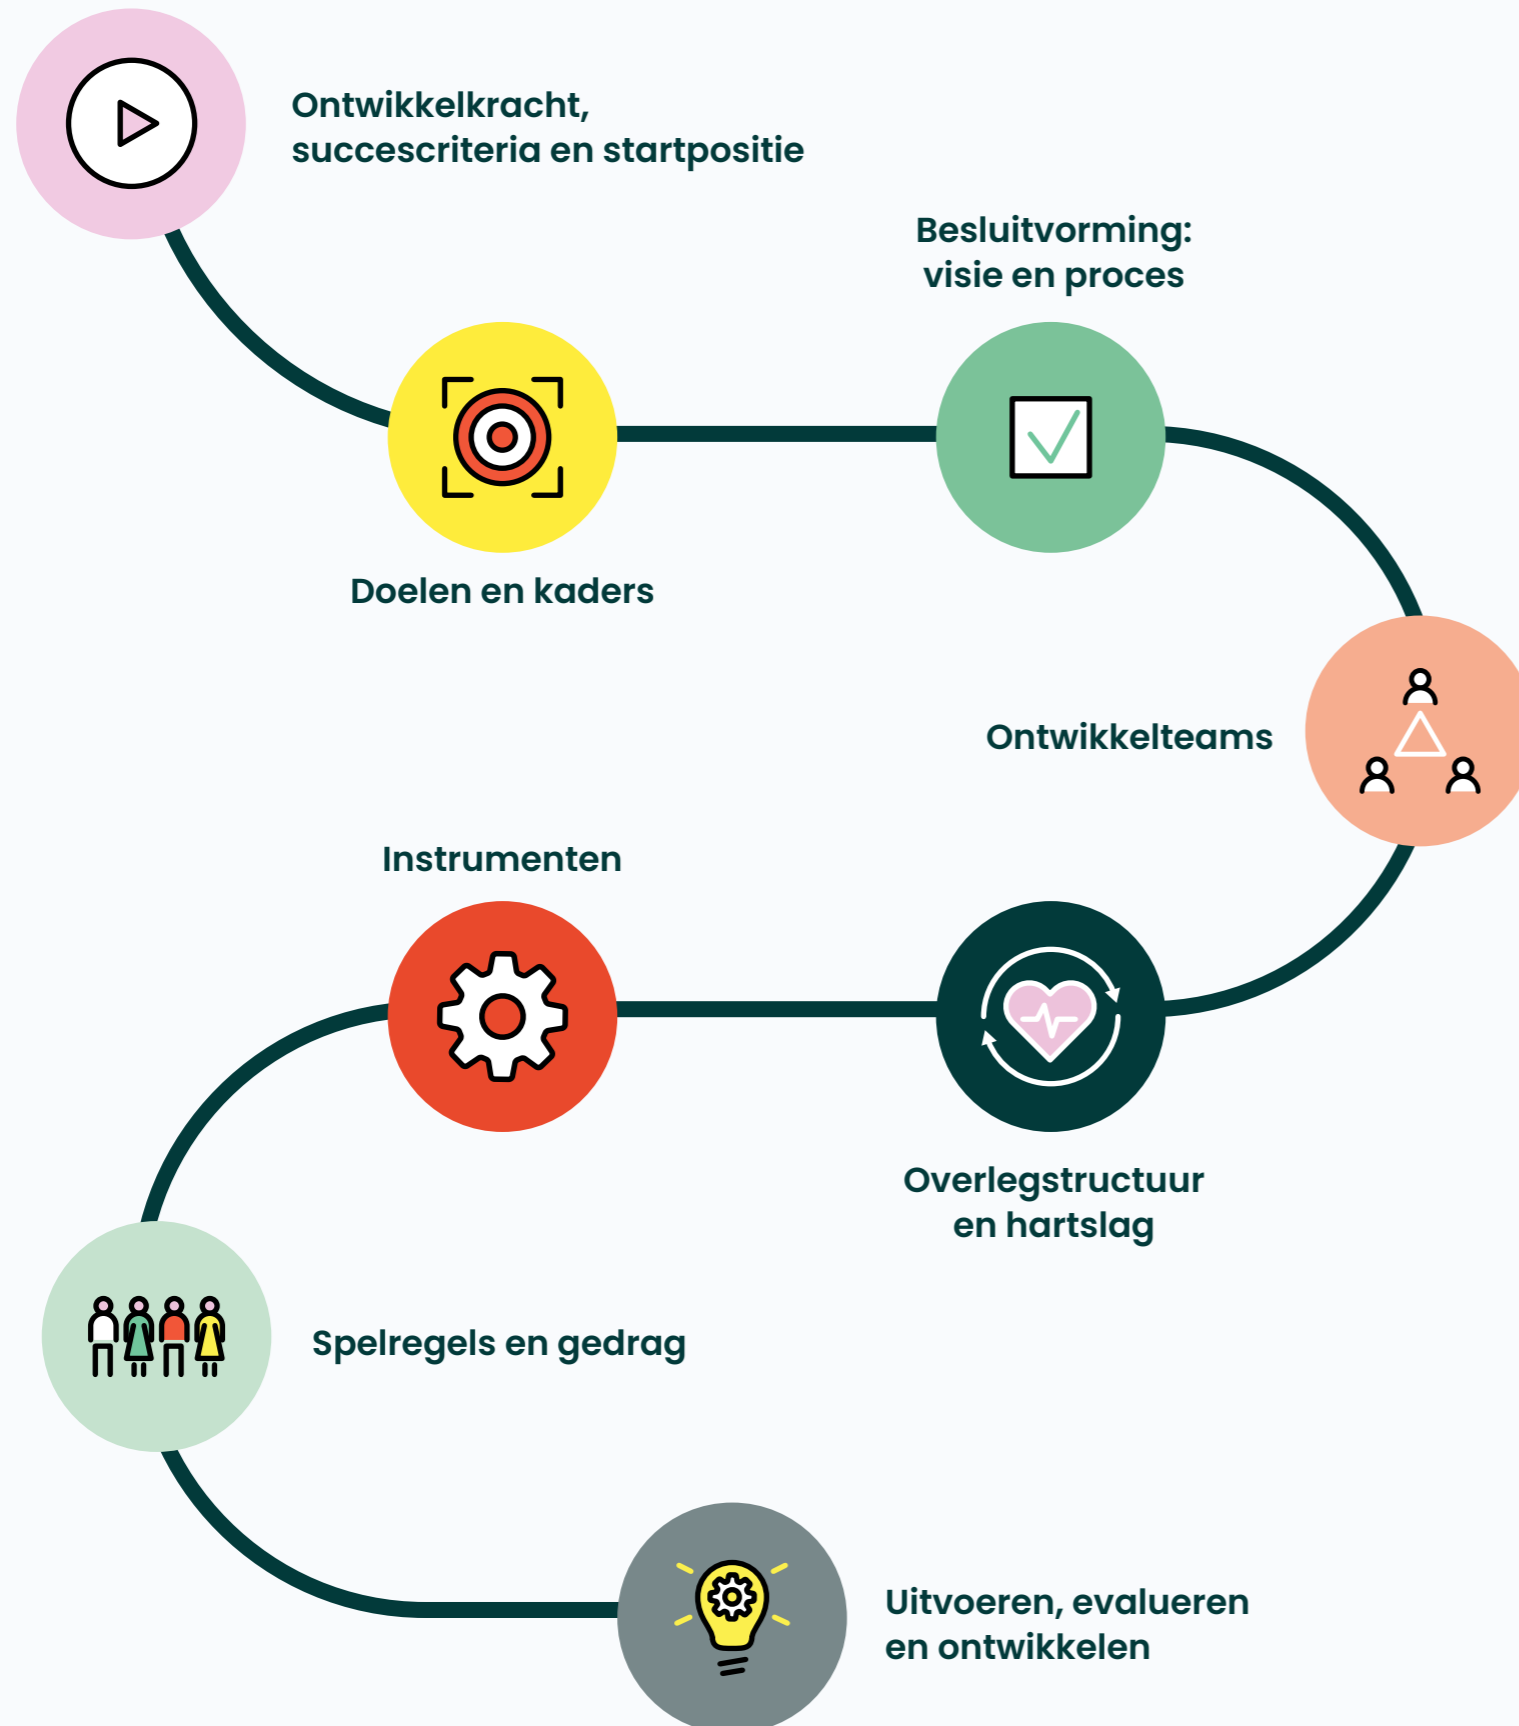 Ontwikkelkracht,
succescriteria en startpositie
Besluitvorming:
visie en proces
Doelen en kaders
Ontwikkelteams
Instrumenten
Overlegstructuur
en hartslag
Spelregels en gedrag
Uitvoeren, evalueren
en ontwikkelen